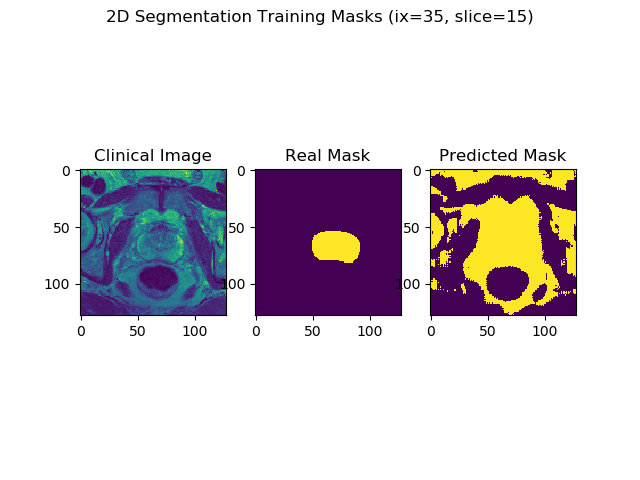 2D Segmentation Training Masks (ix=35, slice=15)
Clinical Image Real Mask Predicted Mask
0 0 0
50 50 50
100 100 100
0 50 100 0 50 100 0 50 100